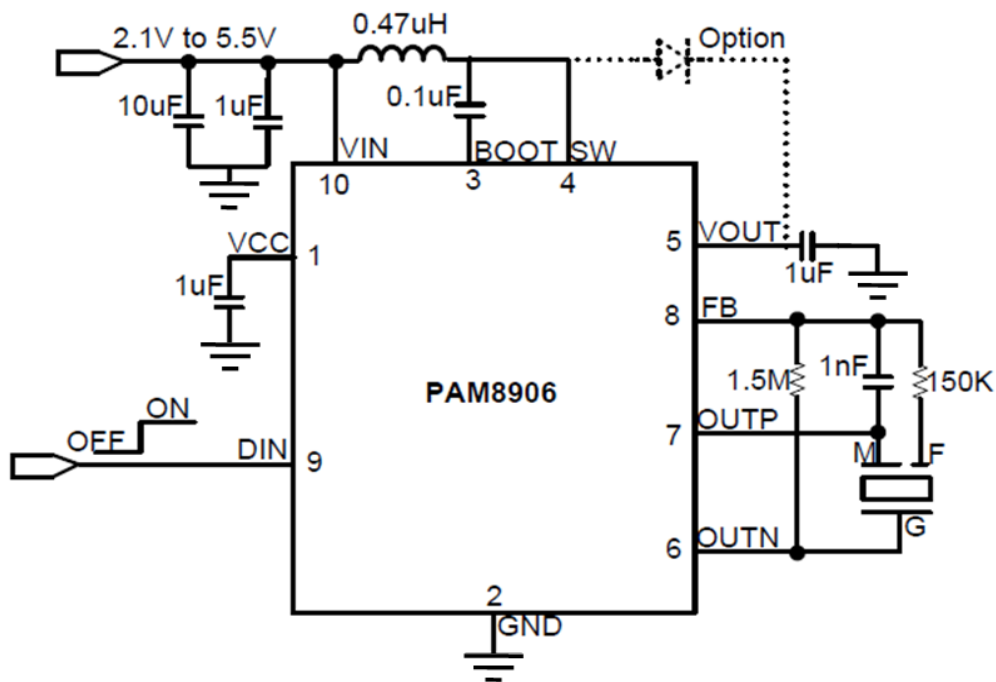 0.47uH
2.1V to 5.5V
Option
10uF
1uF
0.1uF
VIN
BOOT
SW
10
3
4
VCC
1
5
VOUT
1uF
1uF
8
FB
1.5M
1nF
150K
PAM8906
ON
OFF
DIN
9
7
OUTP
M
F
G
6
OUTN
2
GND